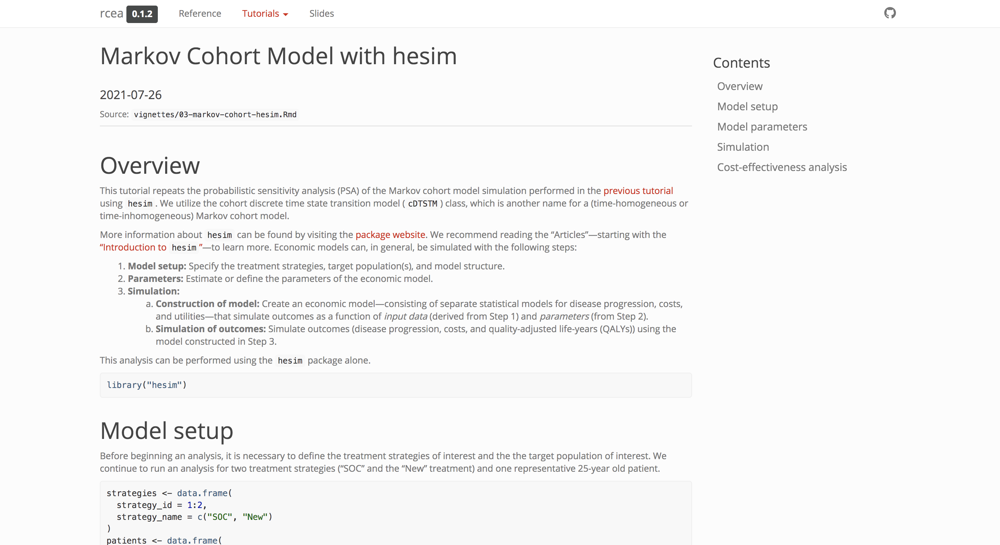 rcea 0.1.2 Reference Tutorials Slides
Markov Cohort Model with hesim
2021-07-26
Source: vignettes/03-markov-cohort-hesim.Rmd
Contents
Overview
Model setup
Model parameters
Simulation
Cost-effectiveness analysis
Overview
This tutorial repeats the probabilistic sensitivity analysis (PSA) of the Markov cohort model simulation performed in the previous tutorial
using hesim. We utilize the cohort discrete time state transition model (cDTSTM) class, which is another name for a (time-homogeneous or
time-inhomogeneous) Markov cohort model.
More information about hesim can be found by visiting the package website. We recommend reading the “Articles”—starting with the
“Introduction to hesim”—to learn more. Economic models can, in general, be simulated with the following steps:
1. Model setup: Specify the treatment strategies, target population(s), and model structure.
2. Parameters: Estimate or define the parameters of the economic model.
3. Simulation:
a. Construction of model: Create an economic model—consisting of separate statistical models for disease progression, costs,
and utilities—that simulate outcomes as a function of input data (derived from Step 1) and parameters (from Step 2).
b. Simulation of outcomes: Simulate outcomes (disease progression, costs, and quality-adjusted life-years (QALYs)) using the
model constructed in Step 3.
This analysis can be performed using the hesim package alone.
library("hesim")
Model setup
Before beginning an analysis, it is necessary to define the treatment strategies of interest and the the target population of interest. We
continue to run an analysis for two treatment strategies (“SOC” and the “New” treatment) and one representative 25-year old patient.
strategies <- data.frame(
  strategy_id = 1:2,
  strategy_name = c("SOC", "New")
)
patients <- data.frame(